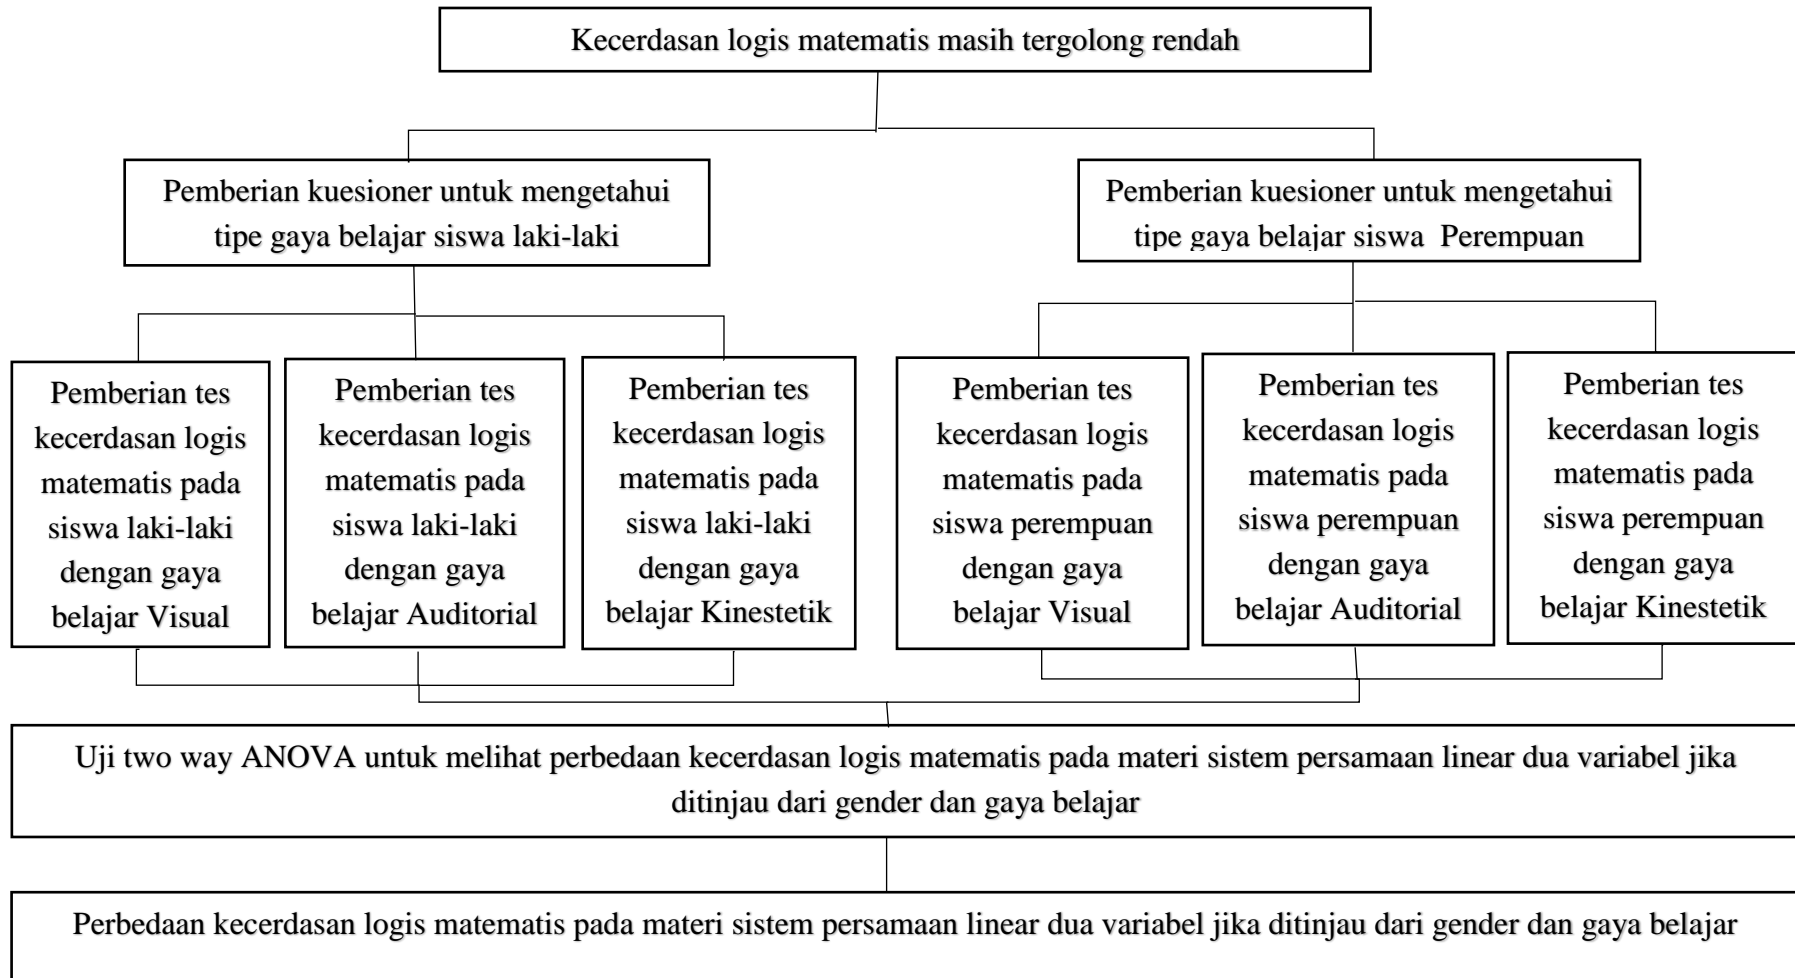 Kecerdasan logis matematis masih tergolong rendah
Pemberian kuesioner untuk mengetahui
tipe gaya belajar siswa laki-laki
Pemberian kuesioner untuk mengetahui
tipe gaya belajar siswa Perempuan
Pemberian tes
kecerdasan logis
matematis pada
siswa laki-laki
dengan gaya
belajar Visual
Pemberian tes
kecerdasan logis
matematis pada
siswa laki-laki
dengan gaya
belajar Auditorial
Pemberian tes
kecerdasan logis
matematis pada
siswa laki-laki
dengan gaya
belajar Kinestetik
Pemberian tes
kecerdasan logis
matematis pada
siswa perempuan
dengan gaya
belajar Visual
Pemberian tes
kecerdasan logis
matematis pada
siswa perempuan
dengan gaya
belajar Auditorial
Pemberian tes
kecerdasan logis
matematis pada
siswa perempuan
dengan gaya
belajar Kinestetik
Uji two way ANOVA untuk melihat perbedaan kecerdasan logis matematis pada materi sistem persamaan linear dua variabel jika
ditinjau dari gender dan gaya belajar
Perbedaan kecerdasan logis matematis pada materi sistem persamaan linear dua variabel jika ditinjau dari gender dan gaya belajar